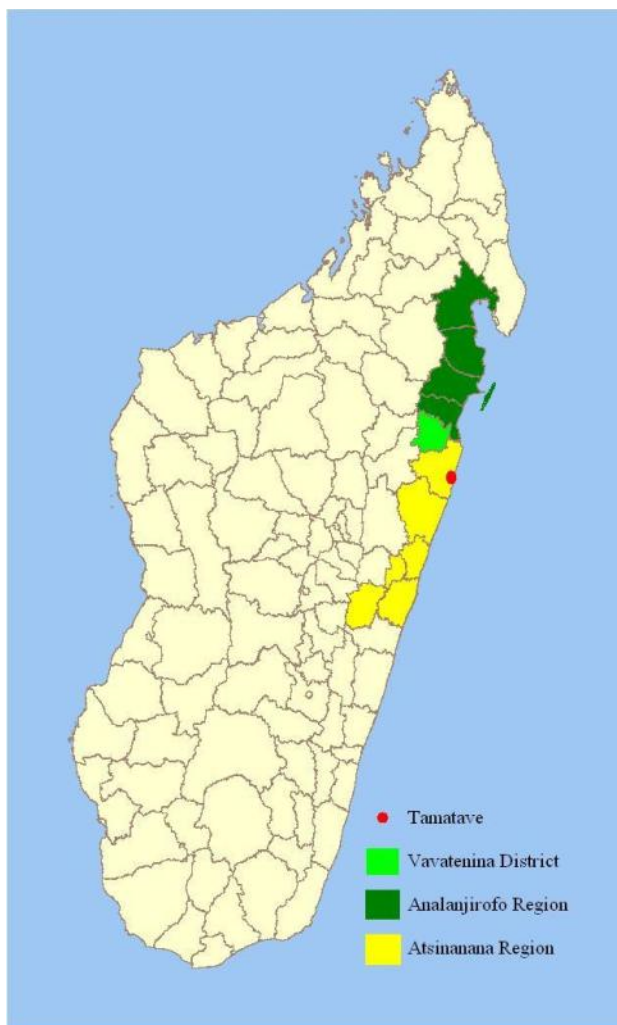 Tamatave
Vavatenina District
Analanjirofo Region
Atsinanana Region